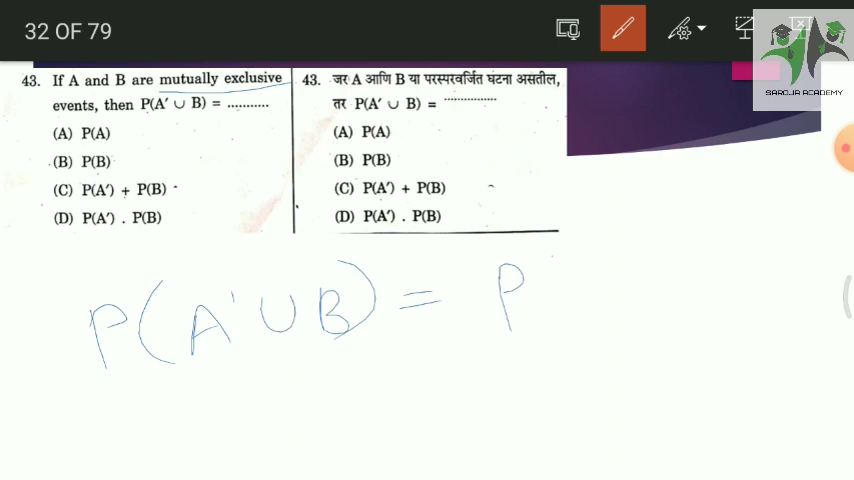 32 OF 79
SAROJA ACADEMY
43. If A and B are mutually exclusive
events, then P(A′ ∪ B) = ...........
(A) P(A)
(B) P(B)
(C) P(A′) + P(B)
(D) P(A′) . P(B)
43. जर A आणि B या परस्परवर्जित घटना असतील,
तर P(A′ ∪ B) = ................
(A) P(A)
(B) P(B)
(C) P(A′) + P(B)
(D) P(A′) . P(B)
P(A' ∪ B) = P